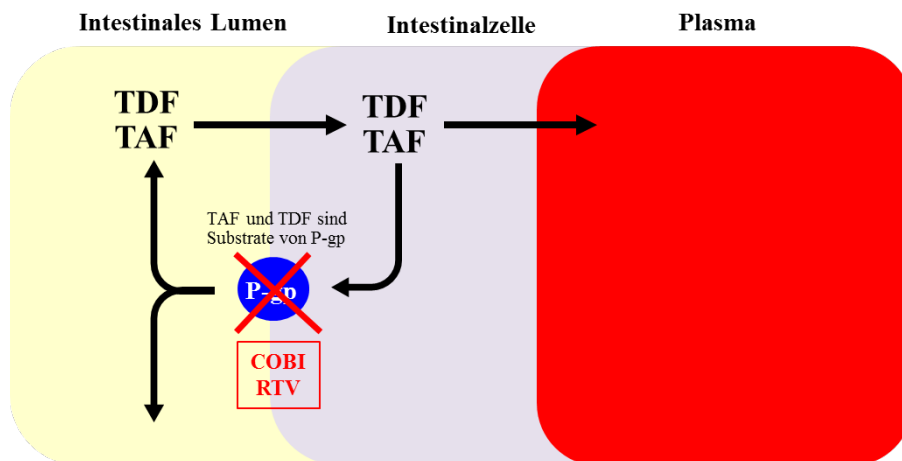 Intestinales Lumen
Intestinalzelle
Plasma
TDF
TAF
TDF
TAF
TAF und TDF sind
Substrate von P-gp
P-gp
COBI
RTV